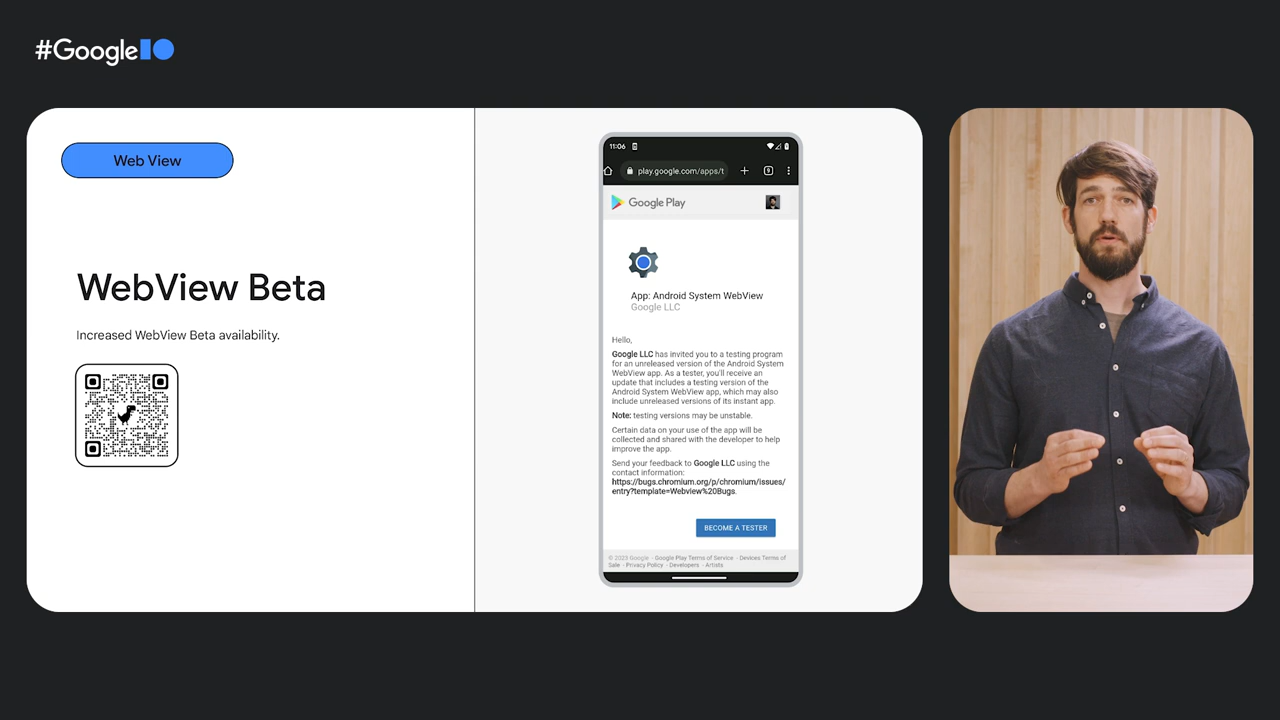 #Google
Web View
WebView Beta
Increased WebView Beta availability.
11:06
play.google.com/apps/t
9
Google Play
App: Android System WebView
Google LLC
Hello,
Google LLC has invited you to a testing program
for an unreleased version of the Android System
WebView app. As a tester, you'll receive an
update that includes a testing version of the
Android System WebView app, which may also
include unreleased versions of its instant app.
Note: testing versions may be unstable.
Certain data on your use of the app will be
collected and shared with the developer to help
improve the app.
Send your feedback to Google LLC using the
contact information:
https://bugs.chromium.org/p/chromium/issues/
entry?template=Webview%20Bugs.
BECOME A TESTER
© 2023 Google · Google Play Terms of Service · Devices Terms of
Sale · Privacy Policy · Developers · Artists